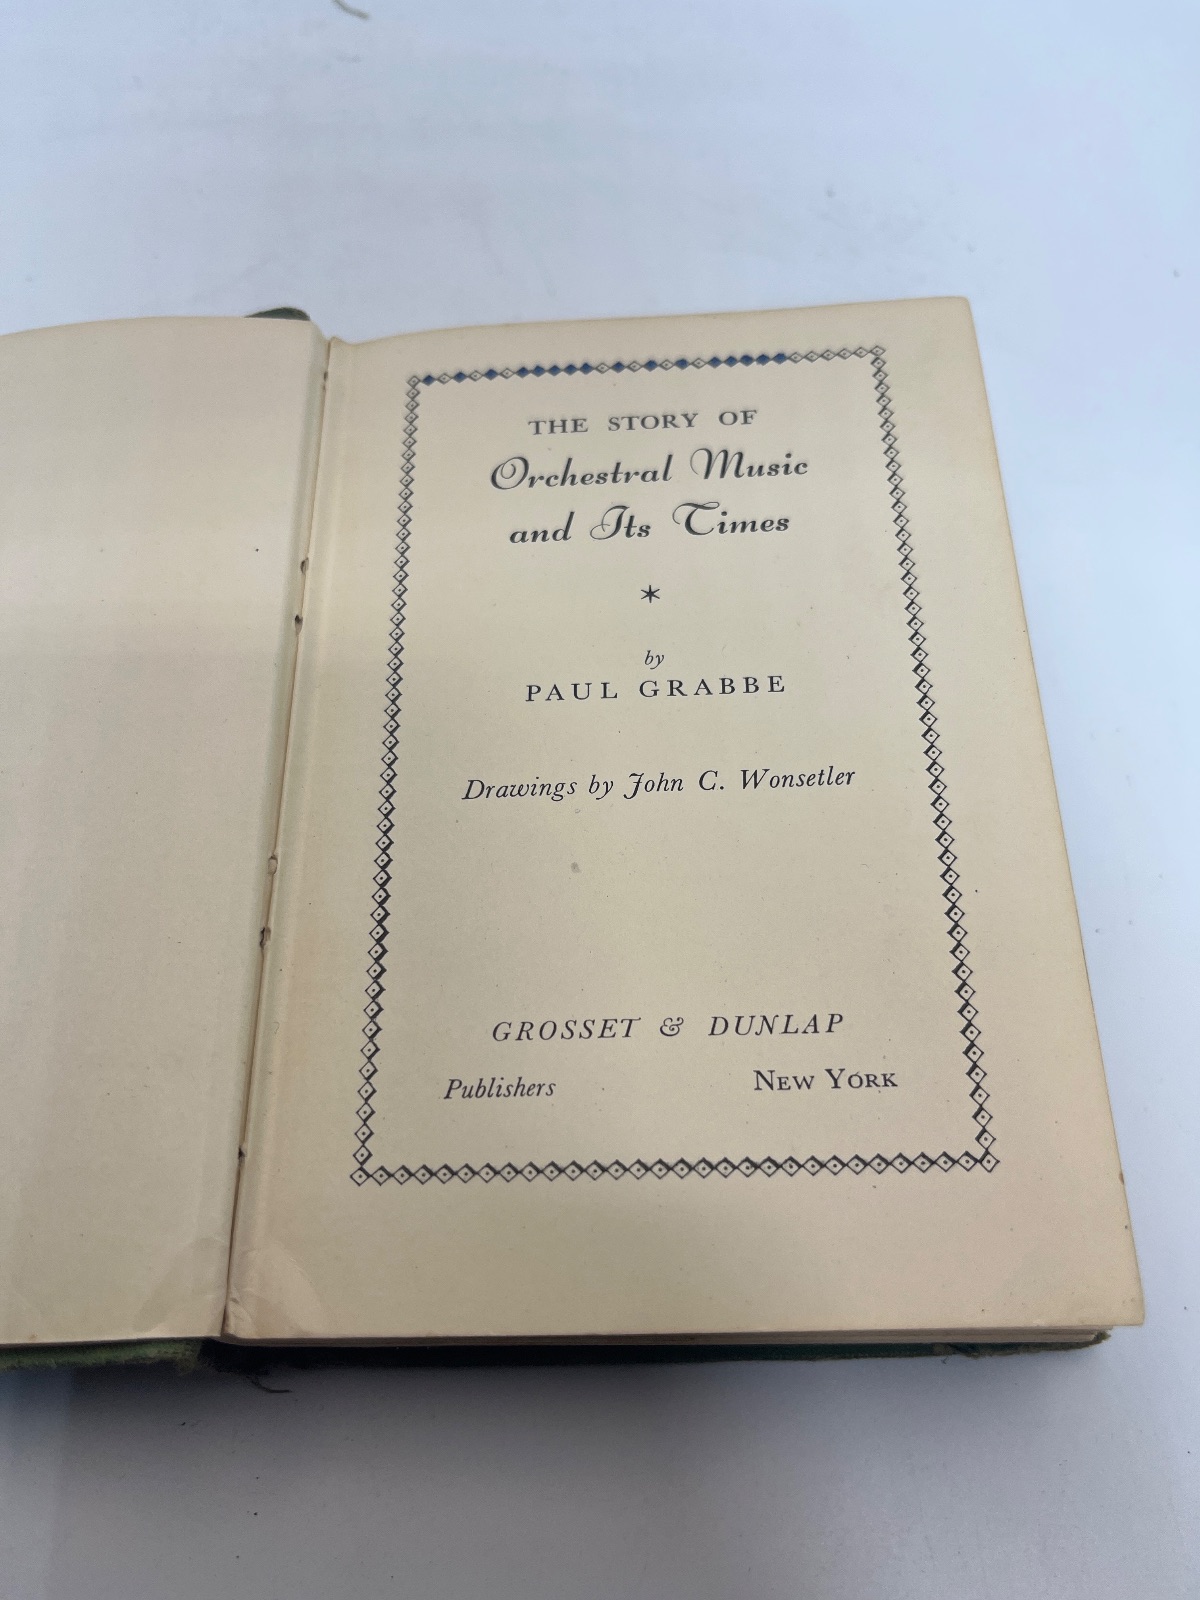 THE STORY OF
Orchestral Music
and Its Times
*
by
PAUL GRABBE
Drawings by John C. Wonsetler
GROSSET & DUNLAP
Publishers NEW YORK